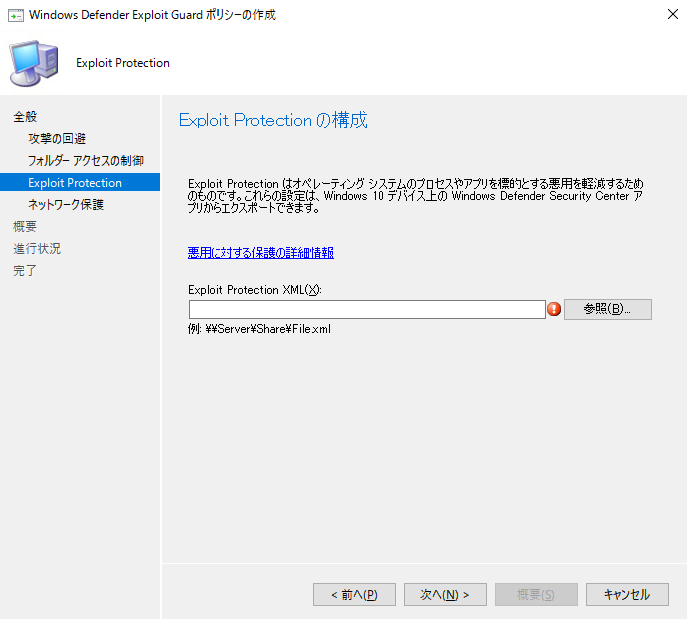 Windows Defender Exploit Guard ポリシーの作成
Exploit Protection
全般
攻撃の回避
フォルダー アクセスの制御
Exploit Protection
ネットワーク保護
概要
進行状況
完了
Exploit Protection の構成
Exploit Protection はオペレーティング システムのプロセスやアプリを標的とする悪用を軽減するため
のものです。これらの設定は、Windows 10 デバイス上の Windows Defender Security Center ア
プリからエクスポートできます。
悪用に対する保護の詳細情報
Exploit Protection XML(X):
参照(B)...
例: ¥¥Server¥Share¥File.xml
< 前へ(P)
次へ(N) >
概要(S)
キャンセル